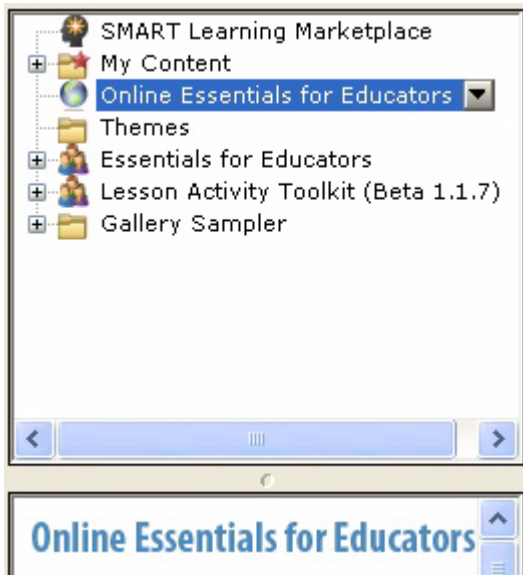 SMART Learning Marketplace
My Content
Online Essentials for Educators
Themes
Essentials for Educators
Lesson Activity Toolkit (Beta 1.1.7)
Gallery Sampler
Online Essentials for Educators